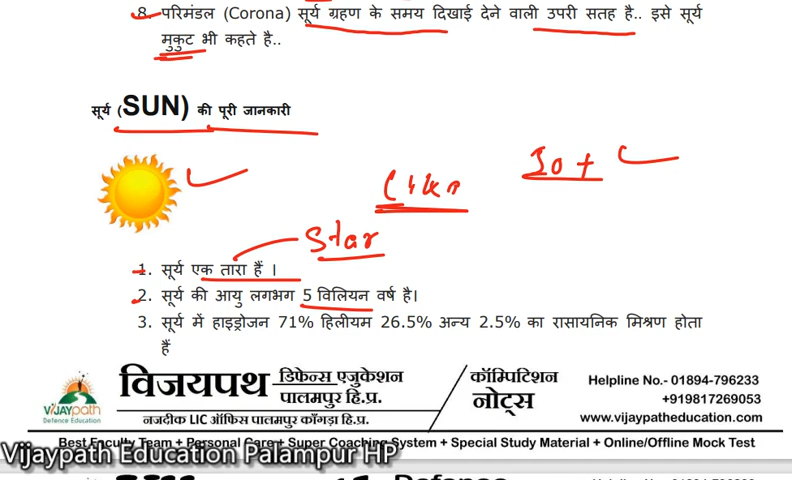 8. परिमंडल (Corona) सूर्य ग्रहण के समय दिखाई देने वाली उपरी सतह है.. इसे सूर्य
मुकुट भी कहते है..
सूर्य (SUN) की पूरी जानकारी
30 +
Like
Star
1. सूर्य एक तारा हैं ।
2. सूर्य की आयु लगभग 5 विलियन वर्ष है।
3. सूर्य में हाइड्रोजन 71% हिलीयम 26.5% अन्य 2.5% का रासायनिक मिश्रण होता
हैं
विजयपथ डिफेन्स एजुकेशन
पालमपुर हि.प्र.
नजदीक LIC ऑफिस पालमपुर काँगड़ा हि.प्र.
कॉम्पिटिशन
नोट्स
Helpline No.- 01894-796233
+919817269053
www.vijaypatheducation.com
VIJAYpath
Defence Education
Best Faculty Team + Personal Care + Super Coaching System + Special Study Material + Online/Offline Mock Test
Vijaypath Education Palampur HP